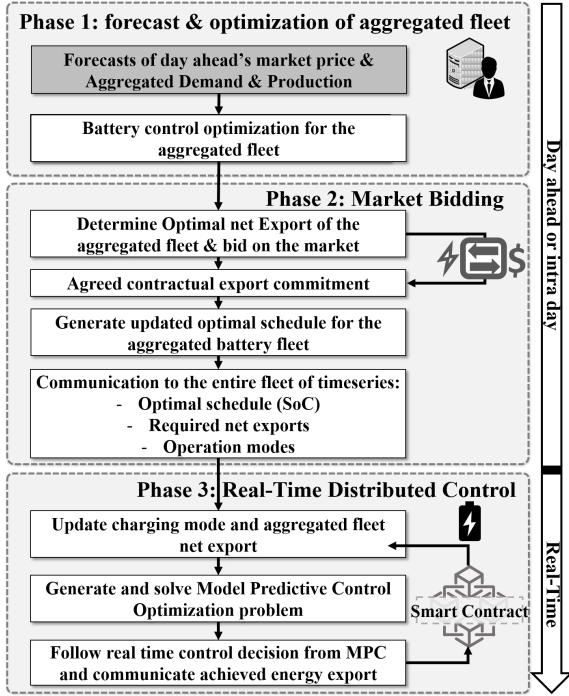 Phase 1: forecast & optimization of aggregated fleet
Forecasts of day ahead's market price &
Aggregated Demand & Production
Battery control optimization for the
aggregated fleet
Phase 2: Market Bidding
Determine Optimal net Export of the
aggregated fleet & bid on the market
$
Agreed contractual export commitment
Generate updated optimal schedule for the
aggregated battery fleet
Communication to the entire fleet of timeseries:
- Optimal schedule (SoC)
- Required net exports
- Operation modes
Day ahead or intra day
Phase 3: Real-Time Distributed Control
Update charging mode and aggregated fleet
net export
Generate and solve Model Predictive Control
Optimization problem
Smart Contract
Follow real time control decision from MPC
and communicate achieved energy export
Real-Time